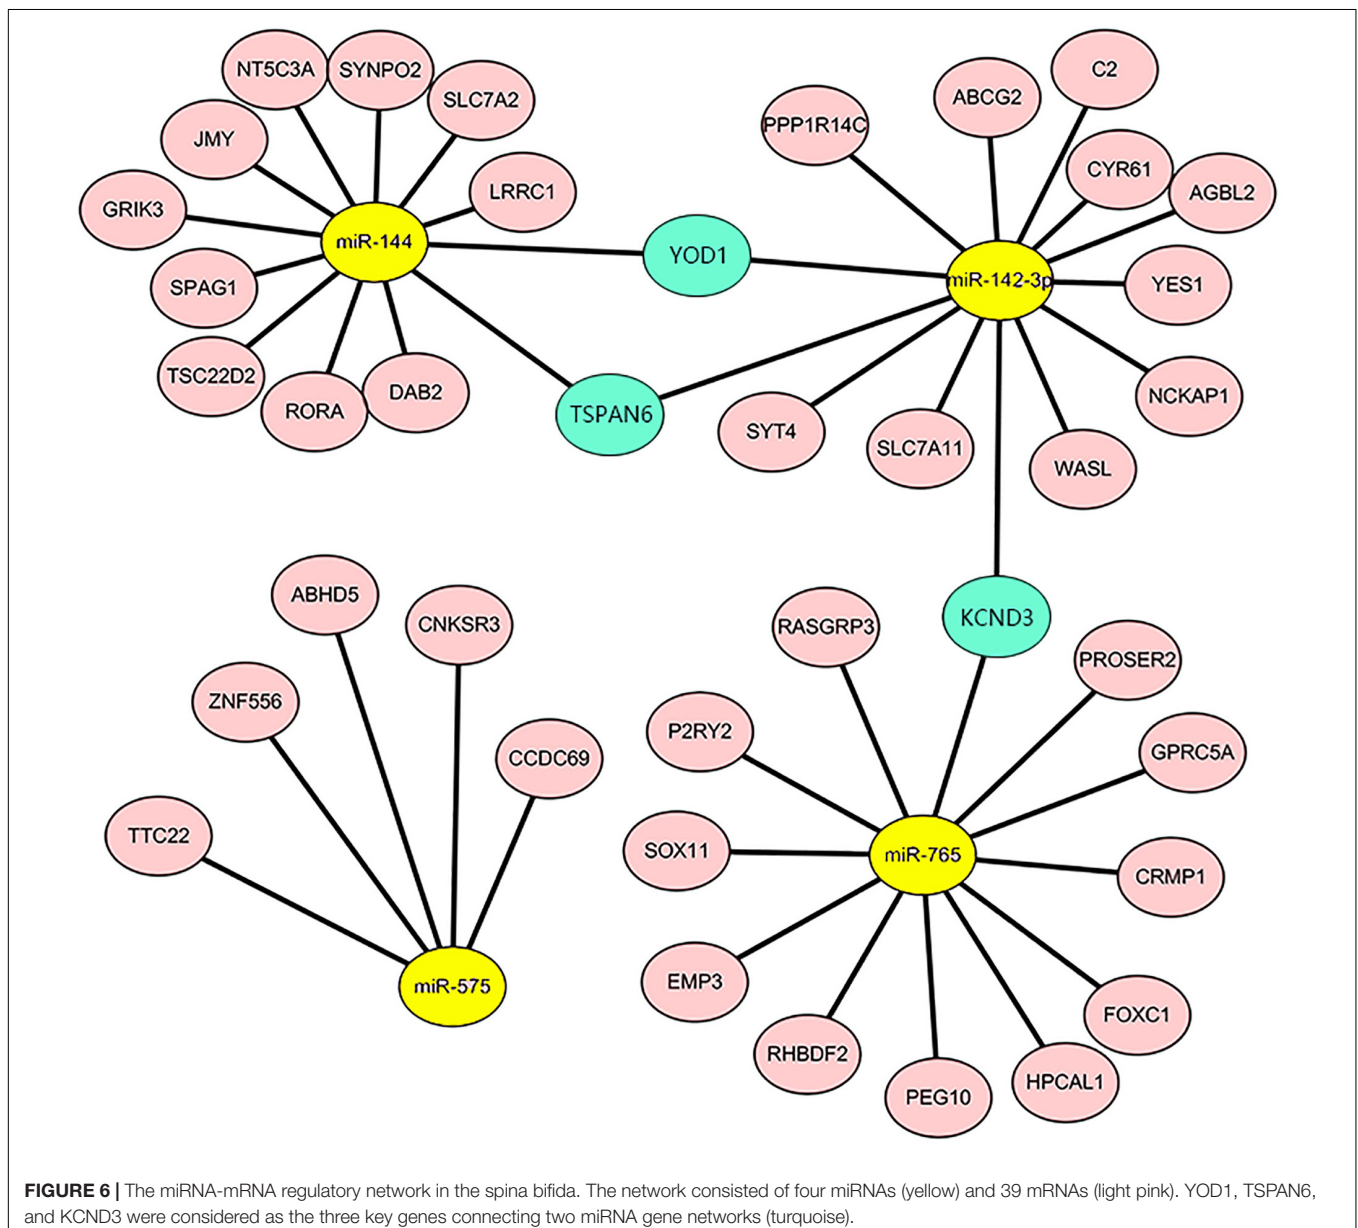 NT5C3A
SYNPO2
SLC7A2
JMY
LRRC1
GRIK3
miR-144
SPAG1
TSC22D2
RORA
DAB2
YOD1
TSPAN6
PPP1R14C
ABCG2
C2
CYR61
AGBL2
miR-142-3p
YES1
NCKAP1
SYT4
SLC7A11
WASL
KCND3
ABHD5
CNKSR3
ZNF556
CCDC69
TTC22
miR-575
RASGRP3
PROSER2
P2RY2
GPRC5A
SOX11
miR-765
CRMP1
EMP3
FOXC1
RHBDF2
HPCAL1
PEG10
FIGURE 6 | The miRNA-mRNA regulatory network in the spina bifida. The network consisted of four miRNAs (yellow) and 39 mRNAs (light pink). YOD1, TSPAN6,
and KCND3 were considered as the three key genes connecting two miRNA gene networks (turquoise).